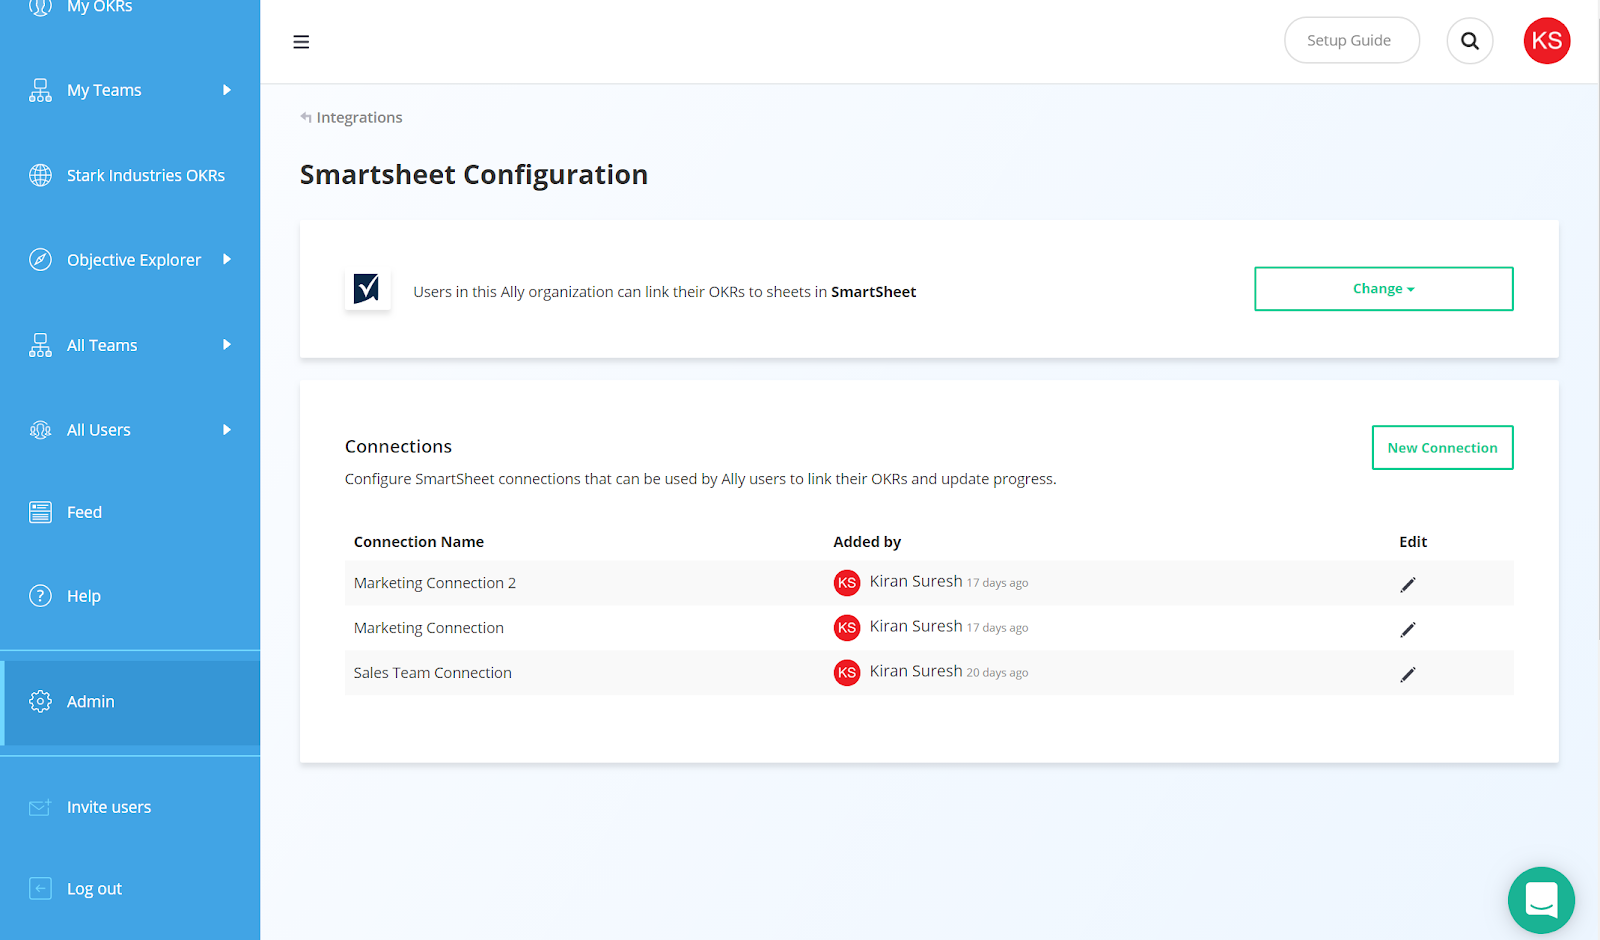 My OKRs
My Teams
Stark Industries OKRs
Objective Explorer
All Teams
All Users
Feed
Help
Admin
Invite users
Log out
Setup Guide
KS
Integrations
Smartsheet Configuration
Users in this Ally organization can link their OKRs to sheets in SmartSheet
Change
Connections
New Connection
Configure SmartSheet connections that can be used by Ally users to link their OKRs and update progress.
Connection Name Added by Edit
Marketing Connection 2 KS Kiran Suresh 17 days ago
Marketing Connection KS Kiran Suresh 17 days ago
Sales Team Connection KS Kiran Suresh 20 days ago